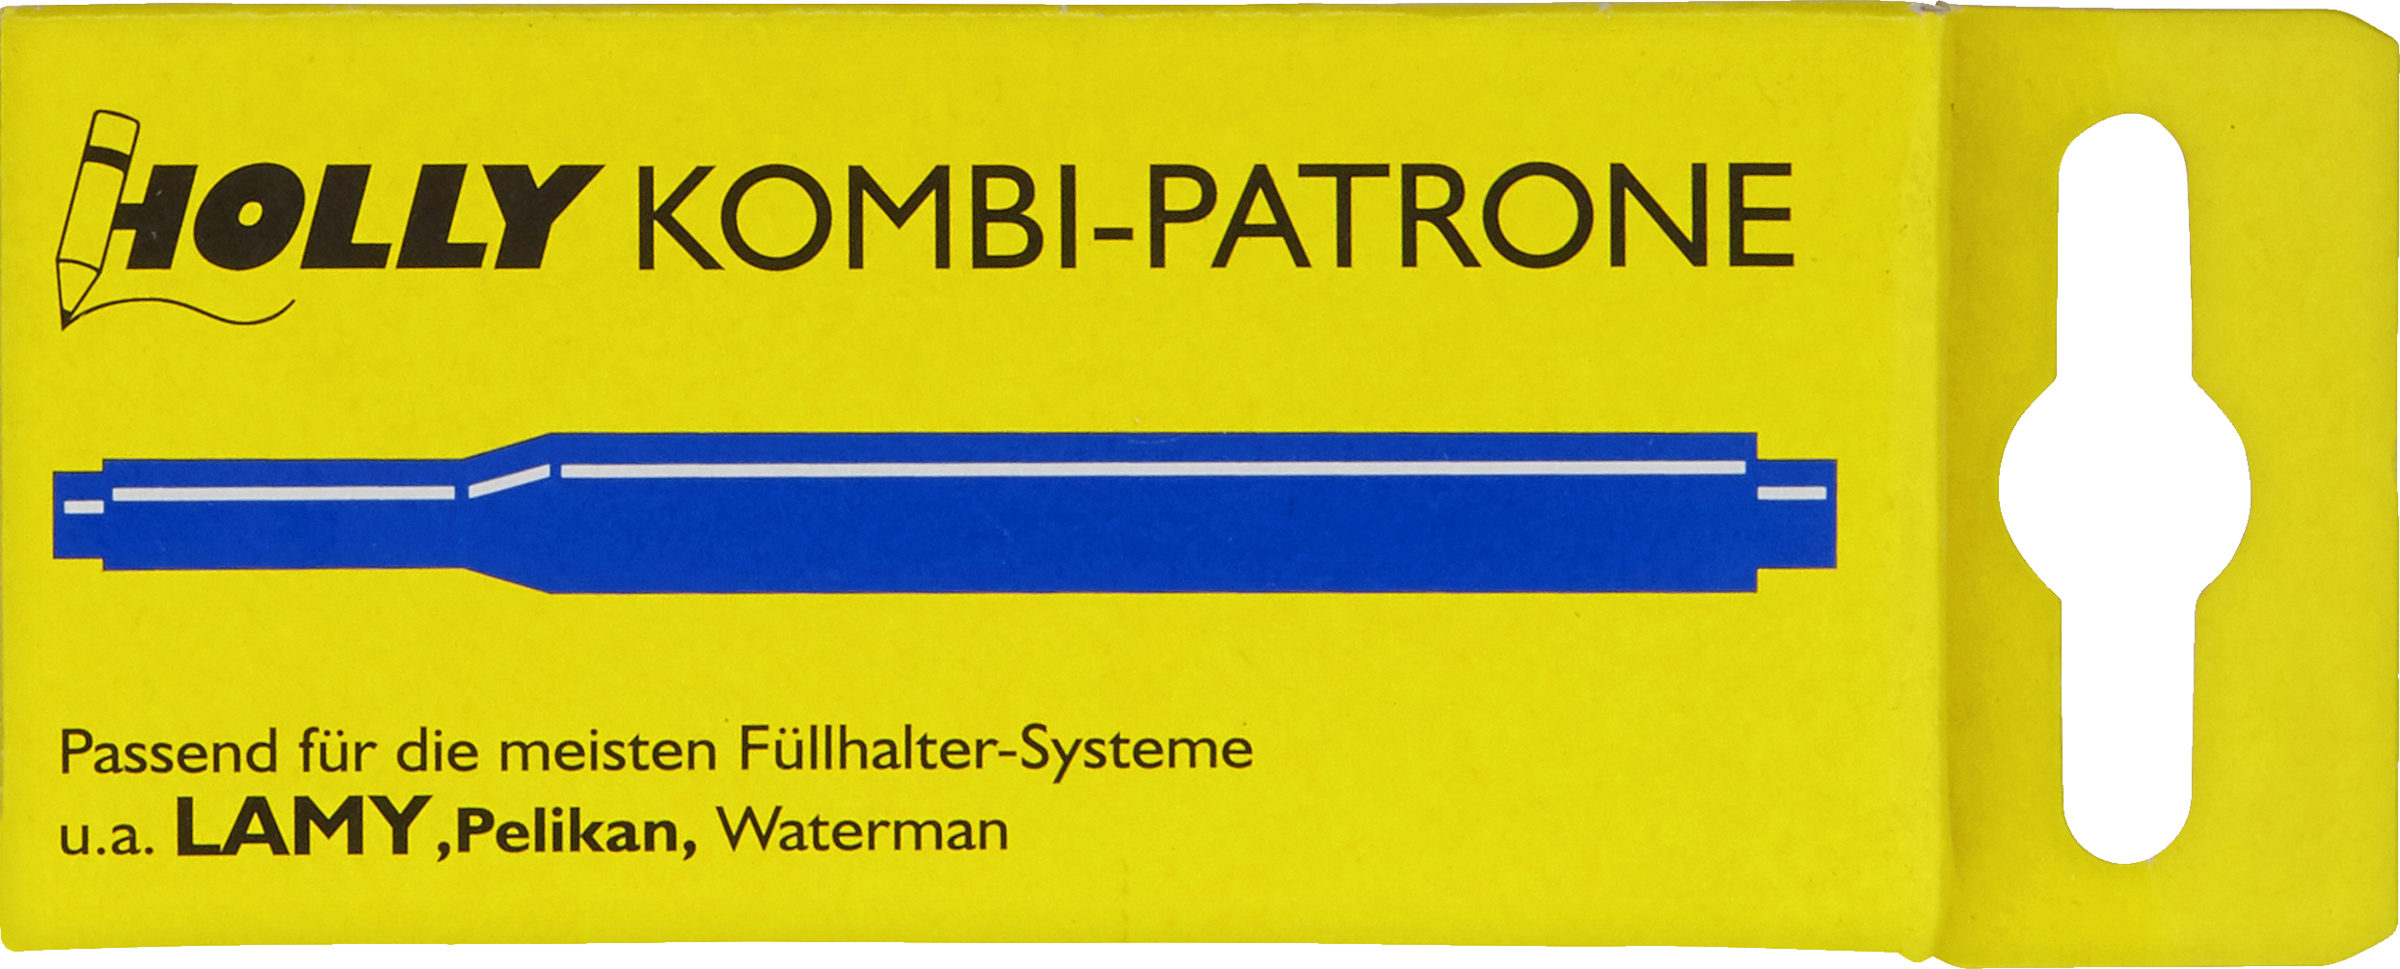 HOLLY KOMBI-PATRONE
Passend für die meisten Füllhalter-Systeme
u.a. LAMY, Pelikan, Waterman